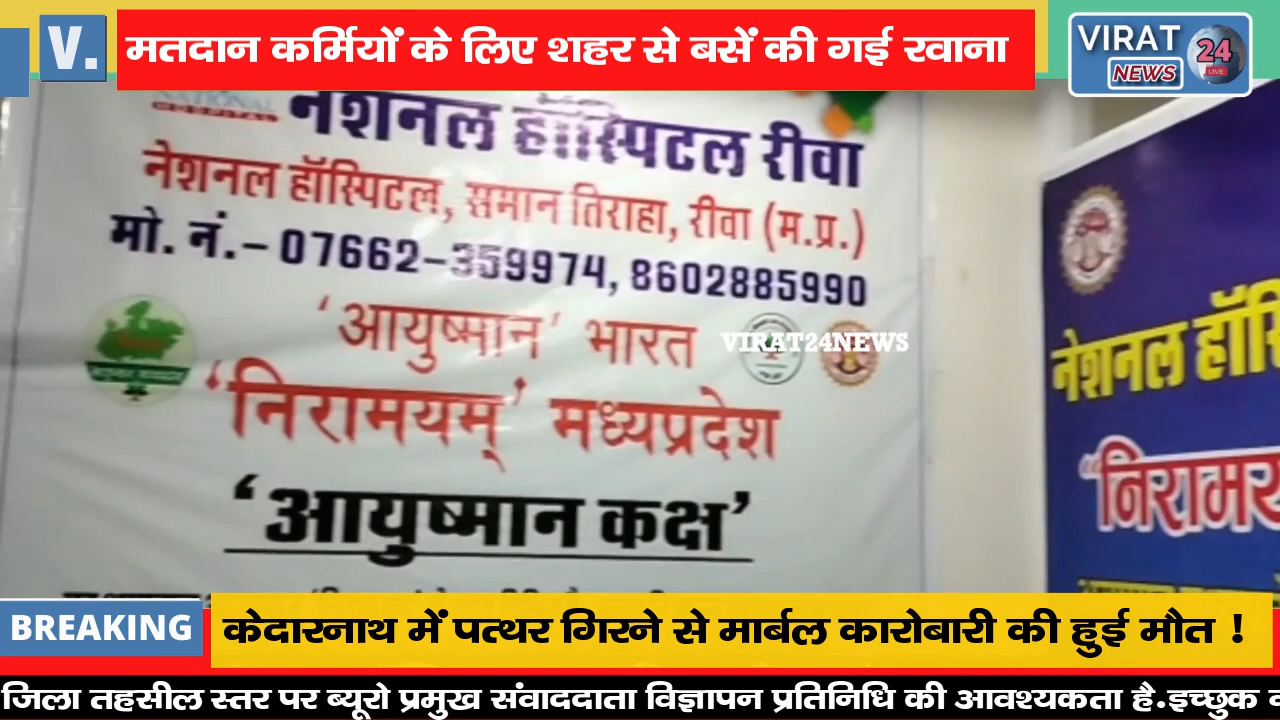 V.
मतदान कर्मियों के लिए शहर से बसें की गई रवाना
VIRAT
24
LIVE
NEWS
NATIONAL
HOSPITAL
नेशनल हॉस्पिटल रीवा
नेशनल हॉस्पिटल, समान तिराहा, रीवा (म.प्र.)
मो. नं.– 07662–359974, 8602885990
‘आयुष्मान’ भारत
VIRAT24NEWS
‘निरामयम्’ मध्यप्रदेश
‘आयुष्मान कक्ष’
नेशनल
“निरामय
BREAKING
केदारनाथ में पत्थर गिरने से मार्बल कारोबारी की हुई मौत !
जिला तहसील स्तर पर ब्यूरो प्रमुख संवाददाता विज्ञापन प्रतिनिधि की आवश्यकता है.इच्छुक